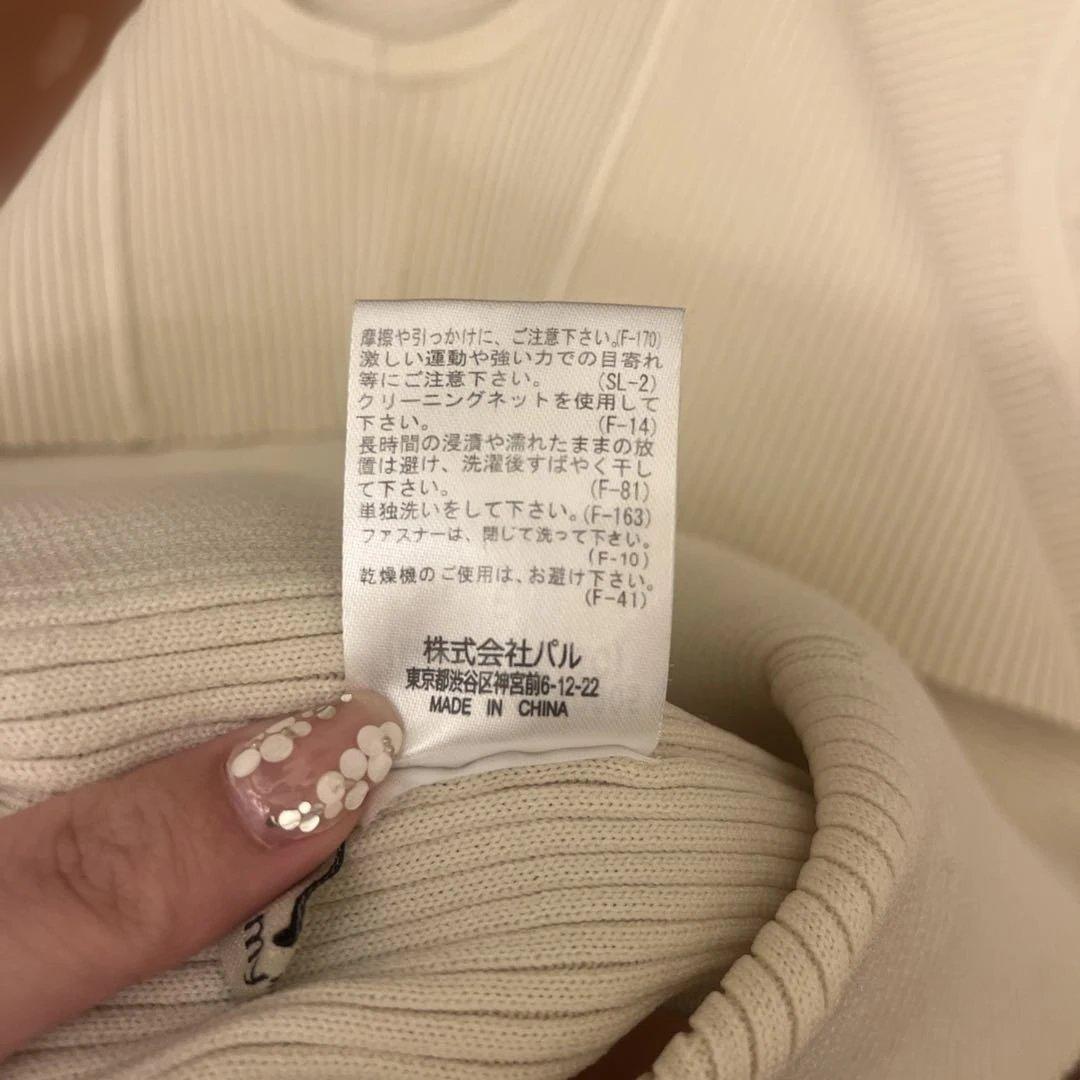 摩擦や引っかけに、ご注意下さい。(F-170)
激しい運動や強い力での目寄れ
等にご注意下さい。 (SL-2)
クリーニングネットを使用して
下さい。 (F-14)
長時間の浸漬や濡れたままの放
置は避け、洗濯後すばやく干し
て下さい。 (F-81)
単独洗いをして下さい。(F-163)
ファスナーは、閉じて洗って下さい。
(F-10)
乾燥機のご使用は、お避け下さい。
(F-41)
株式会社パル
東京都渋谷区神宮前6-12-22
MADE IN CHINA
my